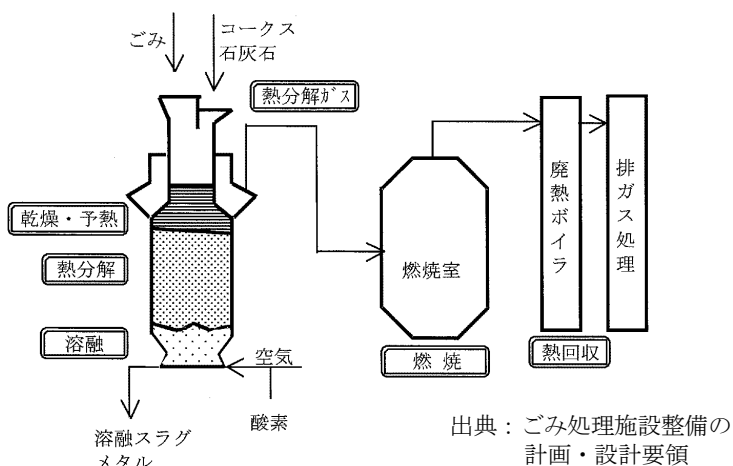 ごみ
コークス
石灰石
熱分解ガス
乾燥・予熱
熱分解
溶融
空気
酸素
溶融スラグ
メタル
燃焼室
燃 焼
廃熱ボイラ
排ガス処理
熱回収
出典：ごみ処理施設整備の
計画・設計要領